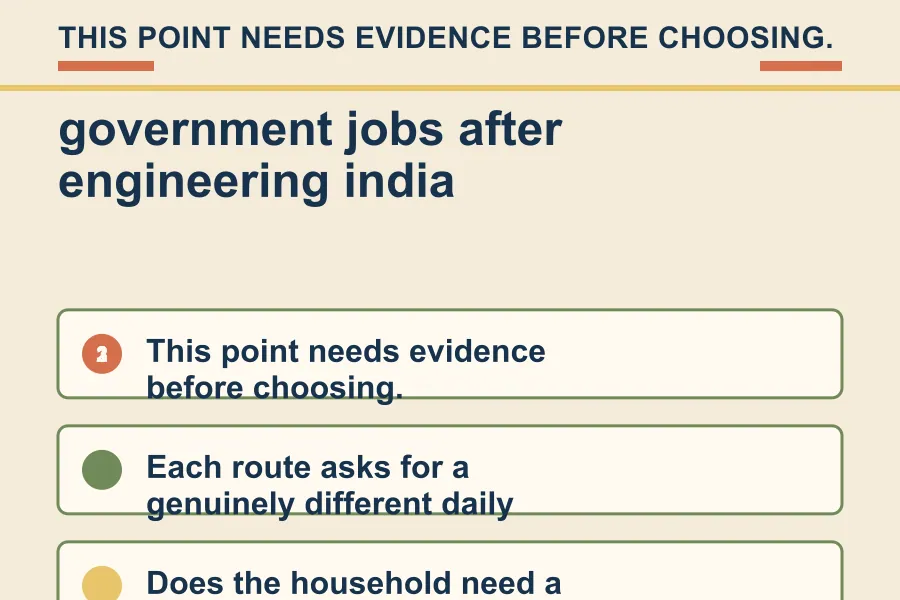 THIS POINT NEEDS EVIDENCE BEFORE CHOOSING.
government jobs after
engineering india
This point needs evidence
before choosing.
Each route asks for a
genuinely different daily
Does the household need a